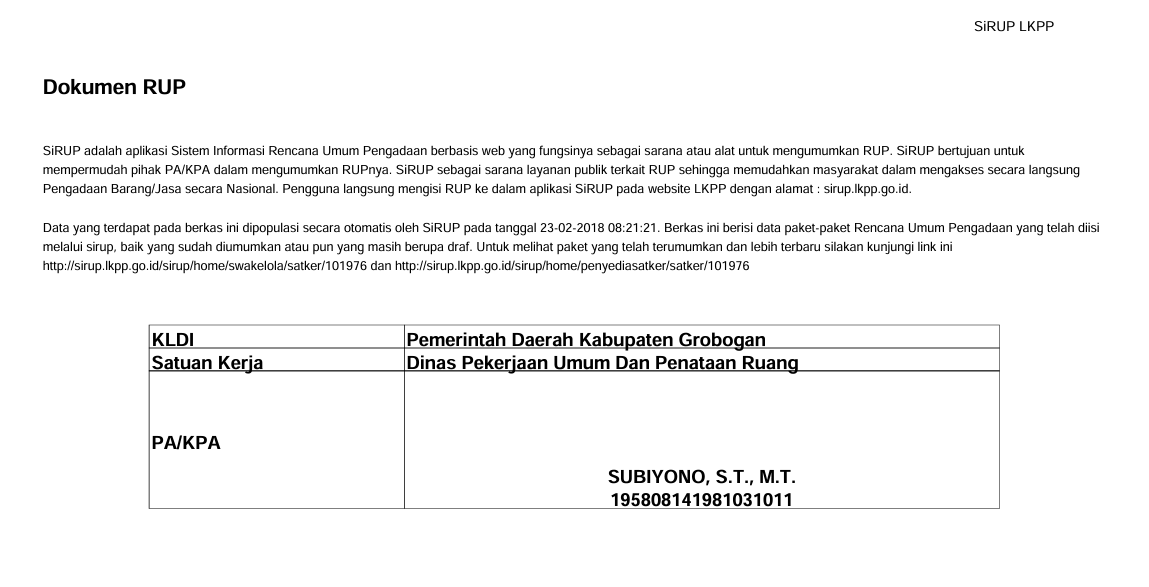 SiRUP LKPP
Dokumen RUP
SiRUP adalah aplikasi Sistem Informasi Rencana Umum Pengadaan berbasis web yang fungsinya sebagai sarana atau alat untuk mengumumkan RUP. SiRUP bertujuan untuk
mempermudah pihak PA/KPA dalam mengumumkan RUPnya. SiRUP sebagai sarana layanan publik terkait RUP sehingga memudahkan masyarakat dalam mengakses secara langsung
Pengadaan Barang/Jasa secara Nasional. Pengguna langsung mengisi RUP ke dalam aplikasi SiRUP pada website LKPP dengan alamat : sirup.lkpp.go.id.
Data yang terdapat pada berkas ini dipopulasi secara otomatis oleh SiRUP pada tanggal 23-02-2018 08:21:21. Berkas ini berisi data paket-paket Rencana Umum Pengadaan yang telah diisi
melalui sirup, baik yang sudah diumumkan atau pun yang masih berupa draf. Untuk melihat paket yang telah terumumkan dan lebih terbaru silakan kunjungi link ini
http://sirup.lkpp.go.id/sirup/home/swakelola/satker/101976 dan http://sirup.lkpp.go.id/sirup/home/penyediasatker/satker/101976
KLDI Pemerintah Daerah Kabupaten Grobogan
Satuan Kerja Dinas Pekerjaan Umum Dan Penataan Ruang
PA/KPA
SUBIYONO, S.T., M.T.
195808141981031011